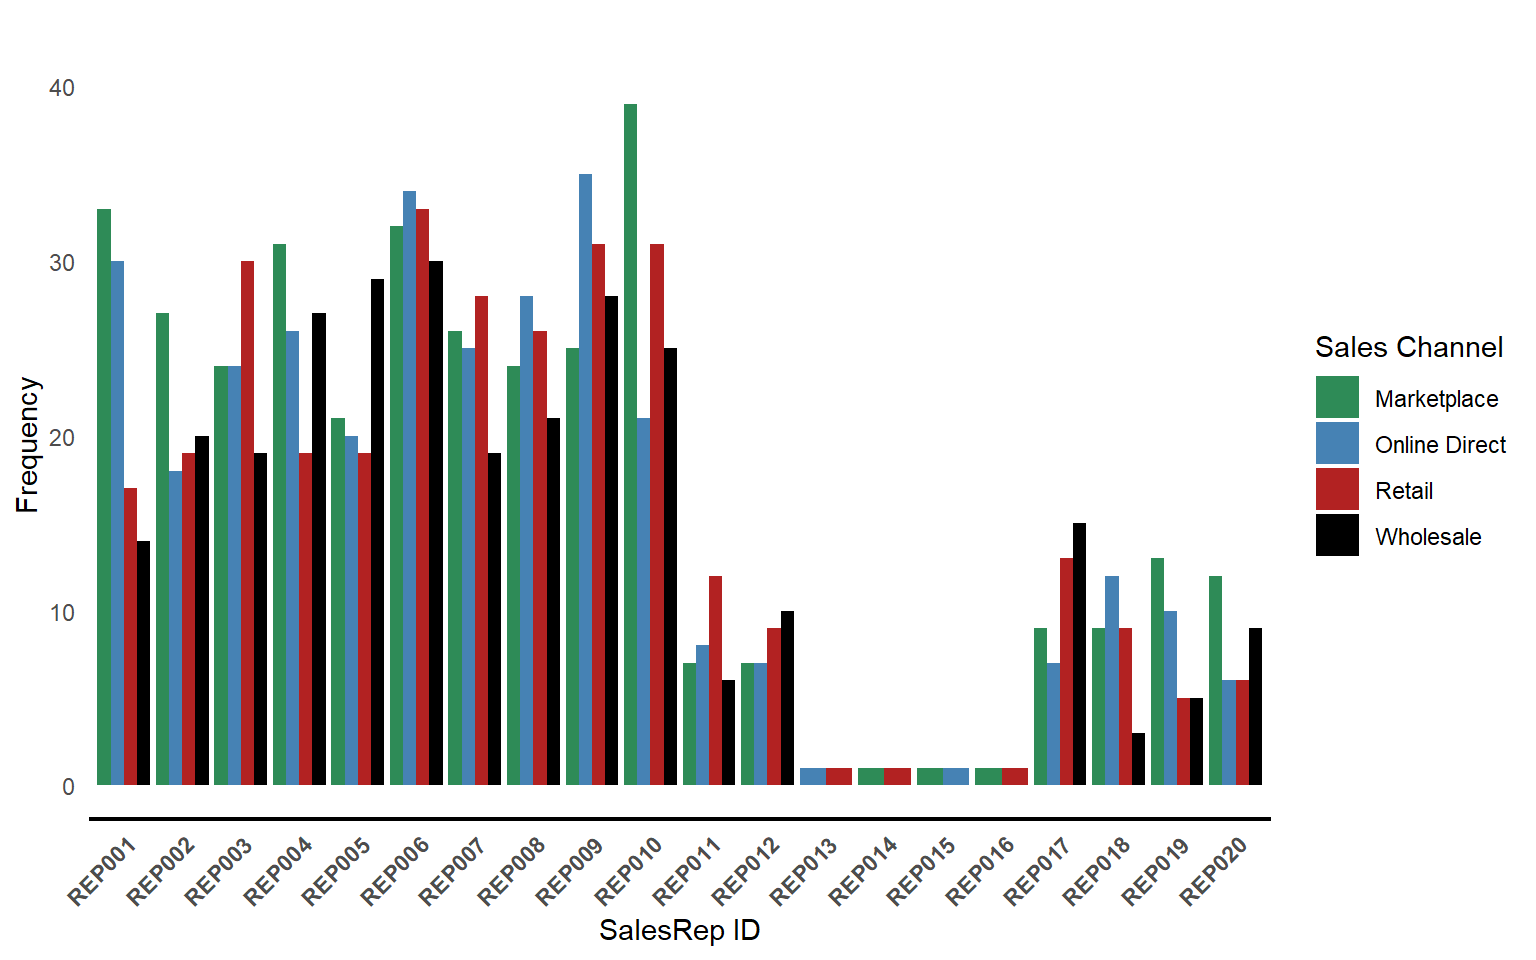 40
30
20
10
0
Frequency
REP001
REP002
REP003
REP004
REP005
REP006
REP007
REP008
REP009
REP010
REP011
REP012
REP013
REP014
REP015
REP016
REP017
REP018
REP019
REP020
SalesRep ID
Sales Channel
Marketplace
Online Direct
Retail
Wholesale